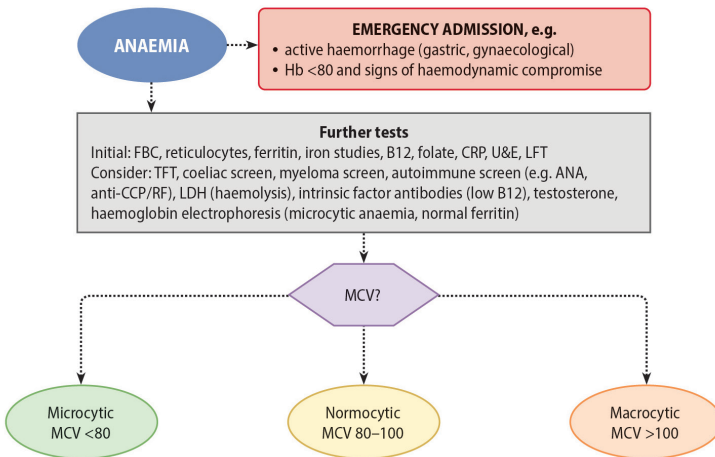 ANAEMIA
EMERGENCY ADMISSION, e.g.
• active haemorrhage (gastric, gynaecological)
• Hb <80 and signs of haemodynamic compromise
Further tests
Initial: FBC, reticulocytes, ferritin, iron studies, B12, folate, CRP, U&E, LFT
Consider: TFT, coeliac screen, myeloma screen, autoimmune screen (e.g. ANA,
anti-CCP/RF), LDH (haemolysis), intrinsic factor antibodies (low B12), testosterone,
haemoglobin electrophoresis (microcytic anaemia, normal ferritin)
MCV?
Microcytic
MCV <80
Normocytic
MCV 80–100
Macrocytic
MCV >100